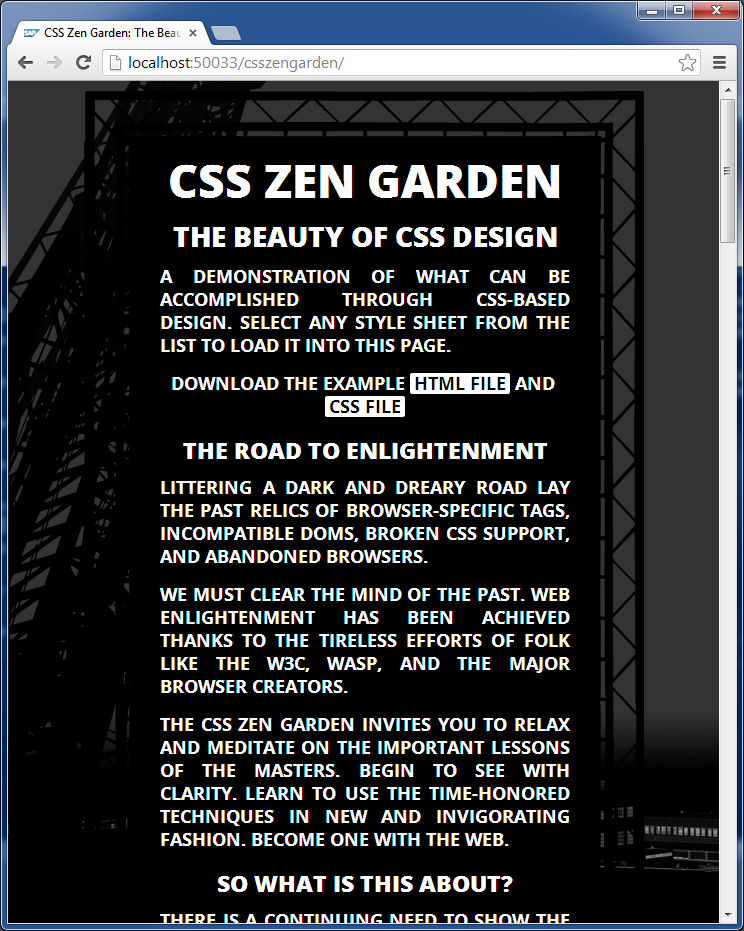 SAP CSS Zen Garden: The Beau
localhost:50033/csszengarden/
CSS ZEN GARDEN
THE BEAUTY OF CSS DESIGN
A DEMONSTRATION OF WHAT CAN BE
ACCOMPLISHED THROUGH CSS-BASED
DESIGN. SELECT ANY STYLE SHEET FROM THE
LIST TO LOAD IT INTO THIS PAGE.
DOWNLOAD THE EXAMPLE HTML FILE AND
CSS FILE
THE ROAD TO ENLIGHTENMENT
LITTERING A DARK AND DREARY ROAD LAY
THE PAST RELICS OF BROWSER-SPECIFIC TAGS,
INCOMPATIBLE DOMS, BROKEN CSS SUPPORT,
AND ABANDONED BROWSERS.
WE MUST CLEAR THE MIND OF THE PAST. WEB
ENLIGHTENMENT HAS BEEN ACHIEVED
THANKS TO THE TIRELESS EFFORTS OF FOLK
LIKE THE W3C, WASP, AND THE MAJOR
BROWSER CREATORS.
THE CSS ZEN GARDEN INVITES YOU TO RELAX
AND MEDITATE ON THE IMPORTANT LESSONS
OF THE MASTERS. BEGIN TO SEE WITH
CLARITY. LEARN TO USE THE TIME-HONORED
TECHNIQUES IN NEW AND INVIGORATING
FASHION. BECOME ONE WITH THE WEB.
SO WHAT IS THIS ABOUT?
THERE IS A CONTINUING NEED TO SHOW THE